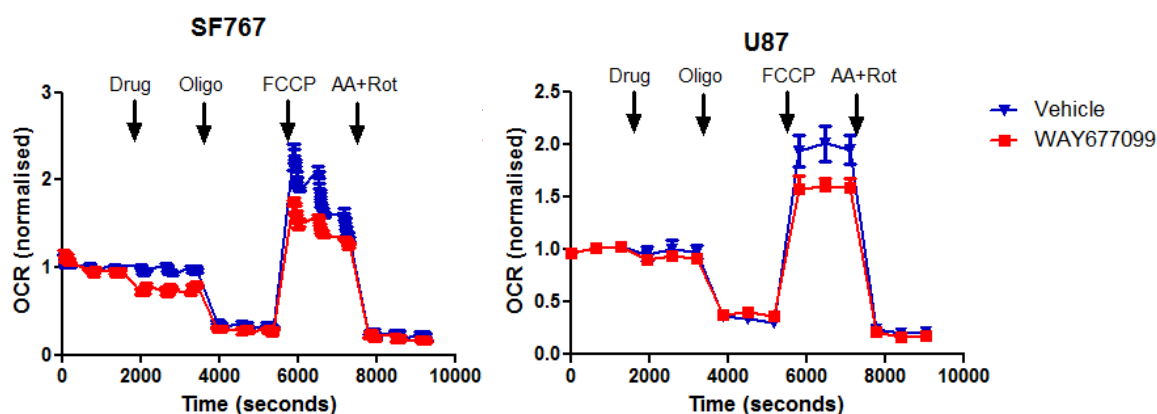 SF767
Drug Oligo FCCP AA+Rot
3
2
1
0
OCR (normalised)
0 2000 4000 6000 8000 10000
Time (seconds)
U87
Drug Oligo FCCP AA+Rot
2.5
2.0
1.5
1.0
0.5
0.0
OCR (normalised)
0 2000 4000 6000 8000 10000
Time (seconds)
Vehicle
WAY677099